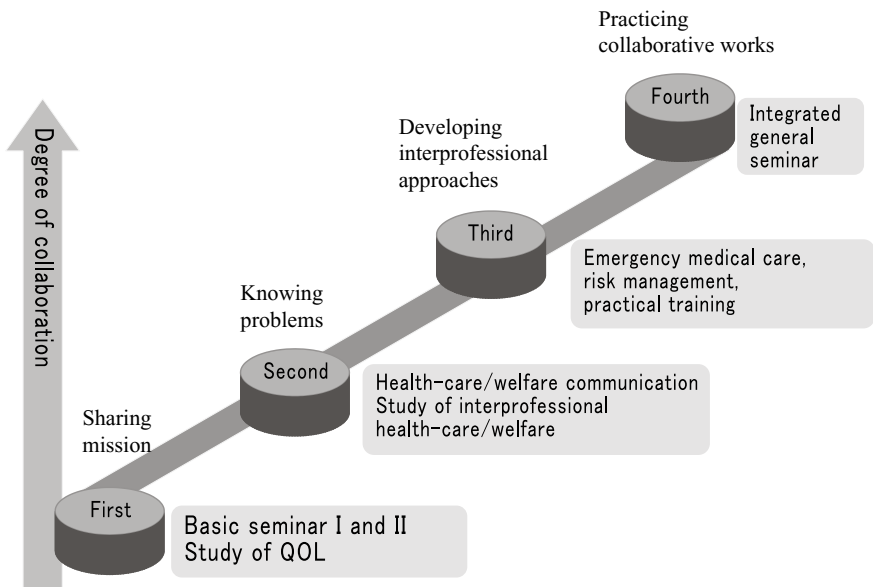 Practicing
collaborative works
Fourth
Integrated
general
seminar
Developing
interprofessional
approaches
Third
Emergency medical care,
risk management,
practical training
Knowing
problems
Second
Health-care/welfare communication
Study of interprofessional
health-care/welfare
Sharing
mission
First
Basic seminar I and II
Study of QOL
Degree of collaboration